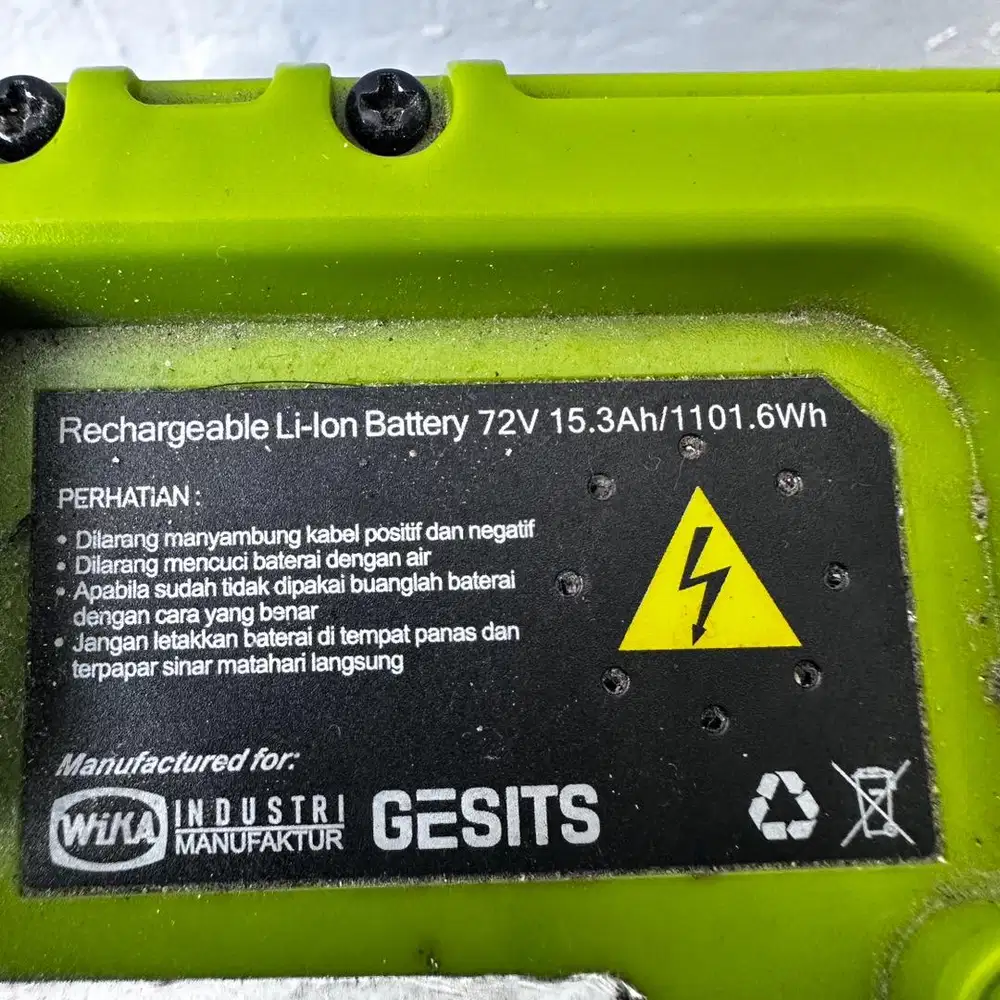 Rechargeable Li-Ion Battery 72V 15.3Ah/1101.6Wh
PERHATIAN :
• Dilarang manyambung kabel positif dan negatif
• Dilarang mencuci baterai dengan air
• Apabila sudah tidak dipakai buanglah baterai
dengan cara yang benar
• Jangan letakkan baterai di tempat panas dan
terpapar sinar matahari langsung
Manufactured for:
WiKA INDUSTRI
MANUFAKTUR
GESITS